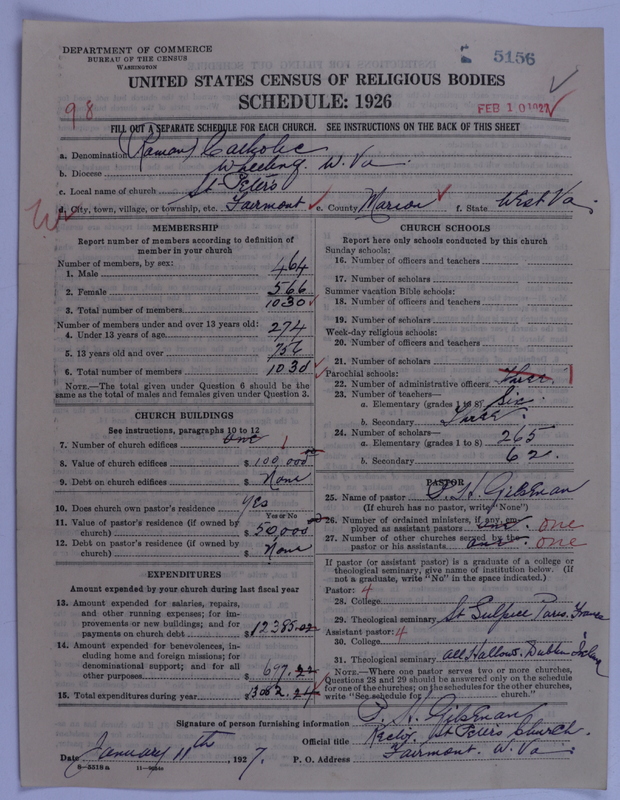 DEPARTMENT OF COMMERCE
BUREAU OF THE CENSUS
WASHINGTON
5156
UNITED STATES CENSUS OF RELIGIOUS BODIES
SCHEDULE: 1926
98
FEB 10 1927
FILL OUT A SEPARATE SCHEDULE FOR EACH CHURCH. SEE INSTRUCTIONS ON THE BACK OF THIS SHEET
a. Denomination Roman Catholic
b. Diocese Wheeling. W. Va.
c. Local name of church St. Peter's
d. City, town, village, or township, etc. Fairmont e. County Marion f. State West Va.
MEMBERSHIP
Report number of members according to definition of
member in your church
Number of members, by sex:
1. Male 464
2. Female 566
3. Total number of members 1030
Number of members under and over 13 years old:
4. Under 13 years of age 274
5. 13 years old and over 756
6. Total number of members 1030
NOTE.—The total given under Question 6 should be the
same as the total of males and females given under Question 3.
CHURCH BUILDINGS
See instructions, paragraphs 10 to 12
7. Number of church edifices one 1
8. Value of church edifices $ 100,000 00
9. Debt on church edifices $ None
10. Does church own pastor's residence? Yes
Yes or No
11. Value of pastor's residence (if owned by
church) $ 50,000 00
12. Debt on pastor's residence (if owned by
church) $ None
EXPENDITURES
Amount expended by your church during last fiscal year
13. Amount expended for salaries, repairs,
and other running expenses; for im-
provements or new buildings; and for
payments on church debt $ 12385.02
14. Amount expended for benevolences, in-
cluding home and foreign missions; for
denominational support; and for all
other purposes 697.24
15. Total expenditures during year $
CHURCH SCHOOLS
Report here only schools conducted by this church
Sunday schools:
16. Number of officers and teachers
17. Number of scholars
Summer vacation Bible schools:
18. Number of officers and teachers
19. Number of scholars
Week-day religious schools:
20. Number of officers and teachers
21. Number of scholars
Parochial schools:
22. Number of administrative officers three 1
23. Number of teachers—
a. Elementary (grades 1 to 8) Six.
b. Secondary Three.
24. Number of scholars—
a. Elementary (grades 1 to 8) 265
b. Secondary 62.
PASTOR
25. Name of pastor P. H. Gilsenan
(If church has no pastor, write "None")
26. Number of ordained ministers, if any, em-
ployed as assistant pastors one. one
27. Number of other churches served by the
pastor or his assistants one. one
If pastor (or assistant pastor) is a graduate of a college or
theological seminary, give name of institution below. (If
not a graduate, write "No" in the space indicated.)
Pastor: 4
28. College
29. Theological seminary St Sulpice Paris. France
Assistant pastor: 4
30. College
31. Theological seminary All Hallows. Dublin Ireland
NOTE.—Where one pastor serves two or more churches,
Questions 28 and 29 should be answered only on the schedule
for one of the churches; on the schedules for the other churches,
write "See schedule for church."
Signature of person furnishing information P. H. Gilsenan
Official title Rector. St Peters Church.
Date January 11th, 1927. P. O. Address Fairmont. W. Va.
8—5518a 11—9054a